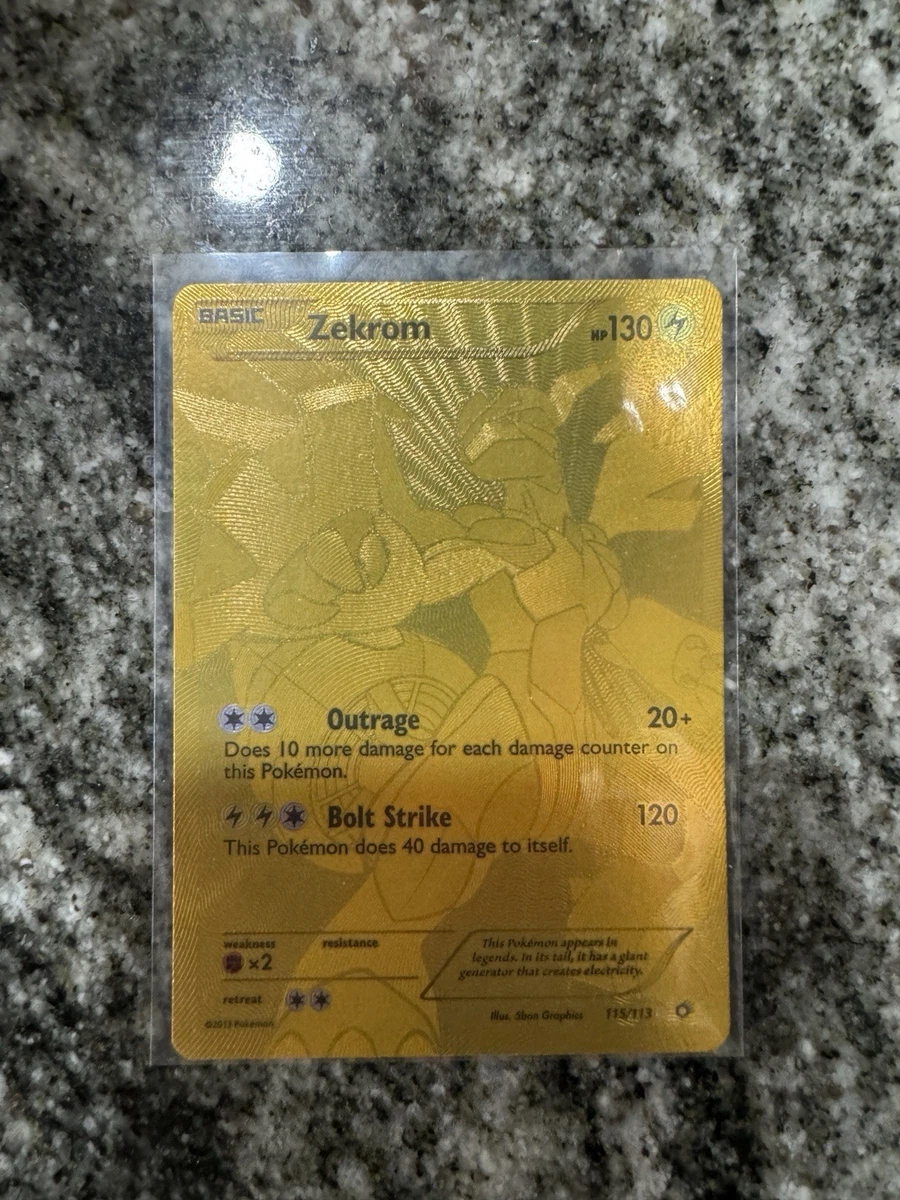 BASIC Zekrom HP130
Outrage 20+
Does 10 more damage for each damage counter on
this Pokémon.
Bolt Strike 120
This Pokémon does 40 damage to itself.
weakness resistance
×2
retreat
This Pokémon appears in
legends. In its tail, it has a giant
generator that creates electricity.
©2013 Pokémon Illus. 5ban Graphics 115/113